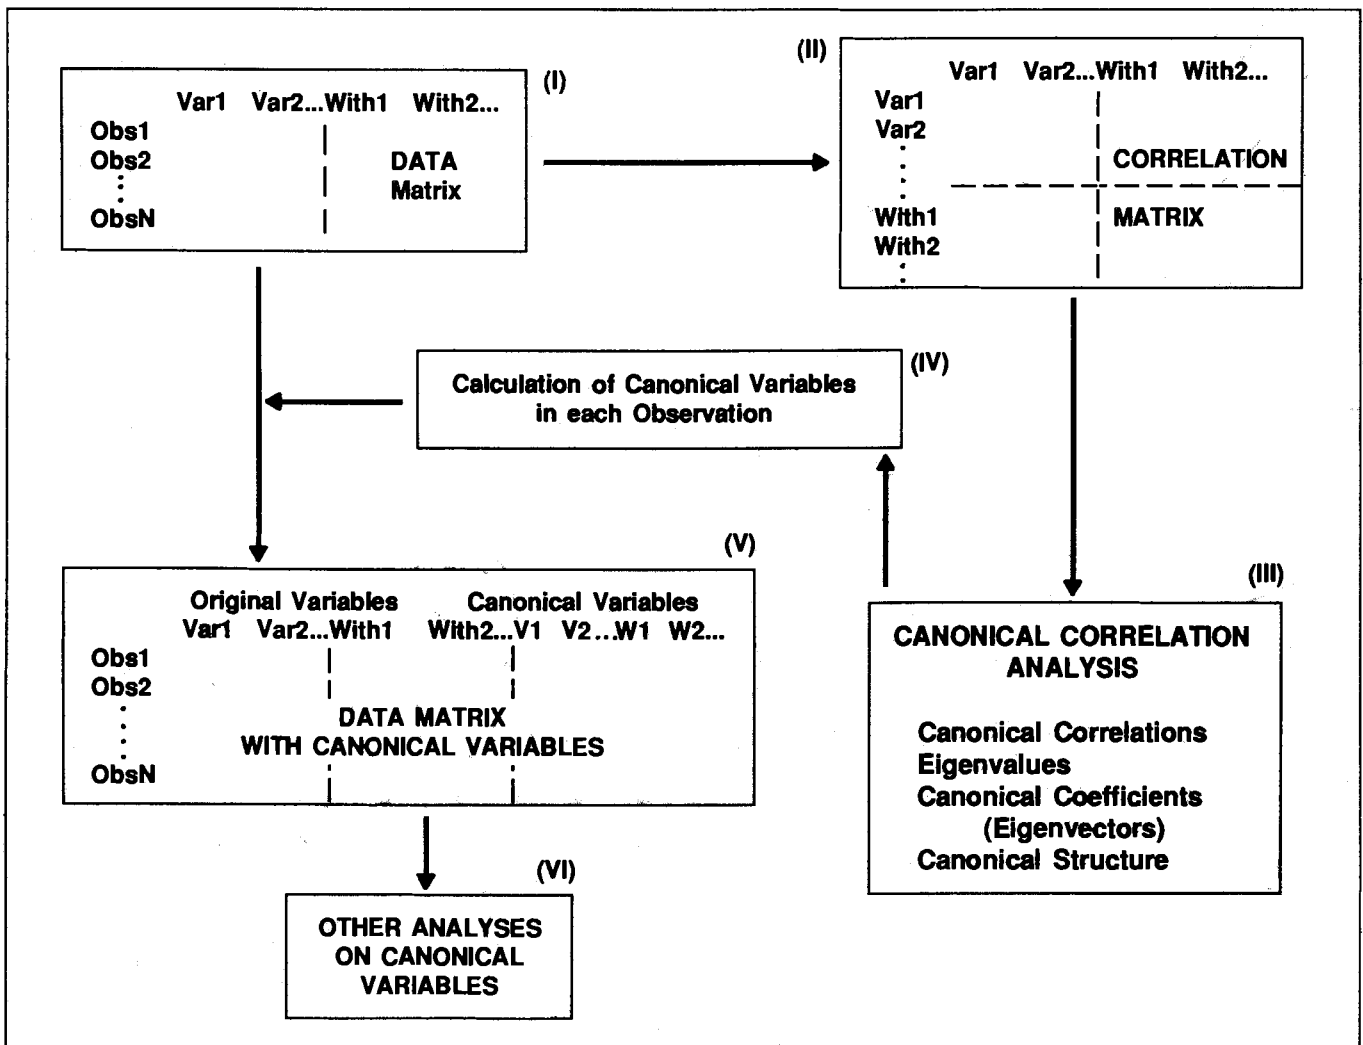 (I)
Var1 Var2...With1 With2...
Obs1
Obs2
ObsN
DATA
Matrix
(II)
Var1 Var2...With1 With2...
Var1
Var2
With1
With2
CORRELATION
MATRIX
(IV)
Calculation of Canonical Variables
in each Observation
(V)
Original Variables Canonical Variables
Var1 Var2...With1 With2...V1 V2...W1 W2...
Obs1
Obs2
ObsN
DATA MATRIX
WITH CANONICAL VARIABLES
(III)
CANONICAL CORRELATION
ANALYSIS
Canonical Correlations
Eigenvalues
Canonical Coefficients
(Eigenvectors)
Canonical Structure
(VI)
OTHER ANALYSES
ON CANONICAL
VARIABLES